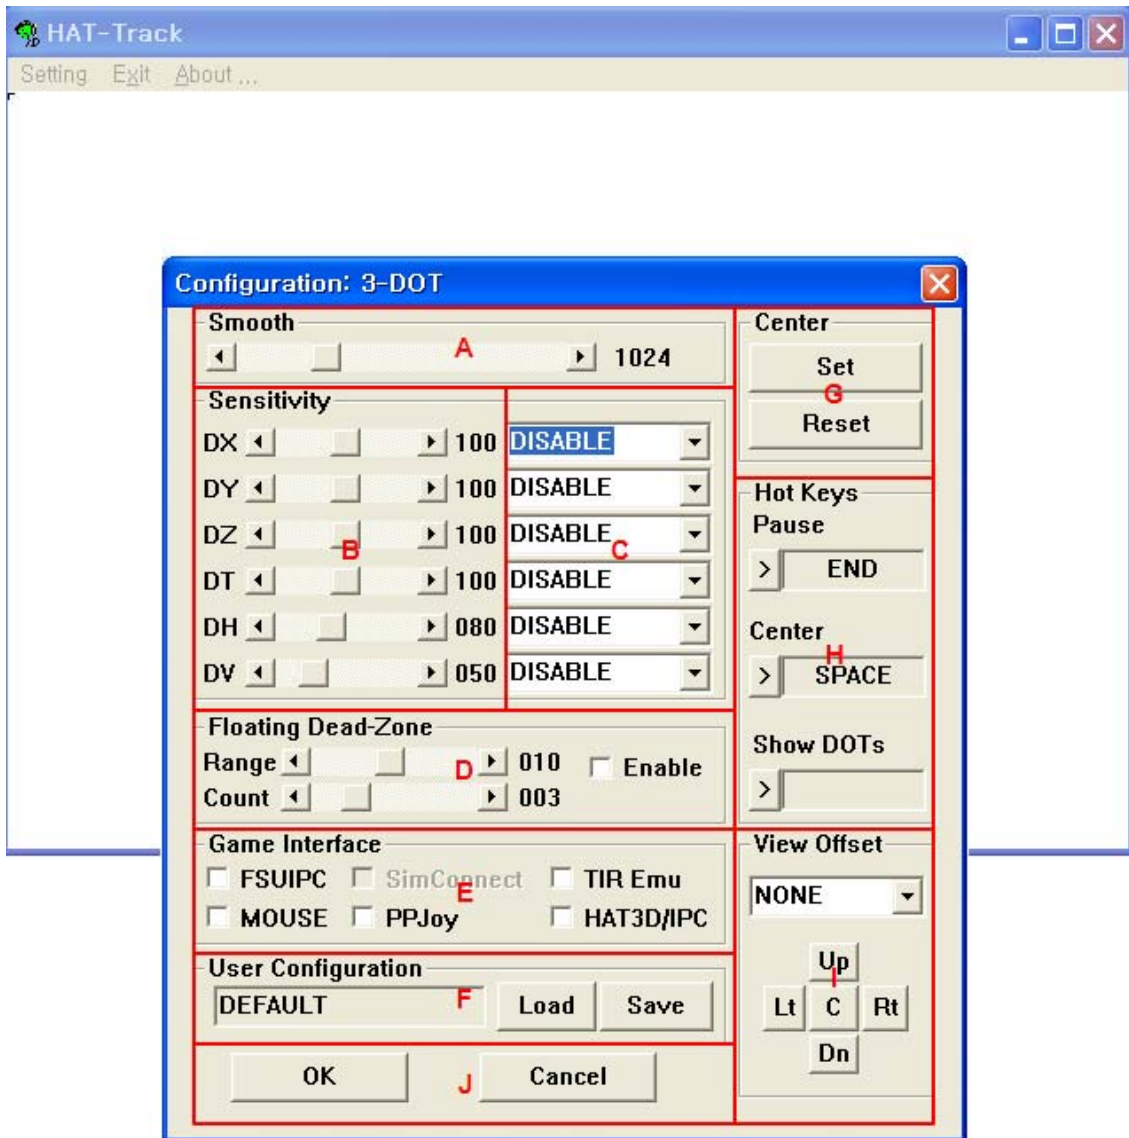 HAT-Track
Setting Exit About ...
Configuration: 3-DOT
Smooth
A
1024
Sensitivity
DX 100 DISABLE
DY 100 DISABLE
DZ 100 DISABLE
B
C
DT 100 DISABLE
DH 080 DISABLE
DV 050 DISABLE
Floating Dead-Zone
Range 010
D
Enable
Count 003
Game Interface
FSUIPC SimConnect TIR Emu
E
MOUSE PPJoy HAT3D/IPC
User Configuration
DEFAULT
F
Load Save
OK Cancel
J
Center
Set
G
Reset
Hot Keys
Pause
> END
Center
H
> SPACE
Show DOTs
>
View Offset
NONE
Up
I
Lt C Rt
Dn